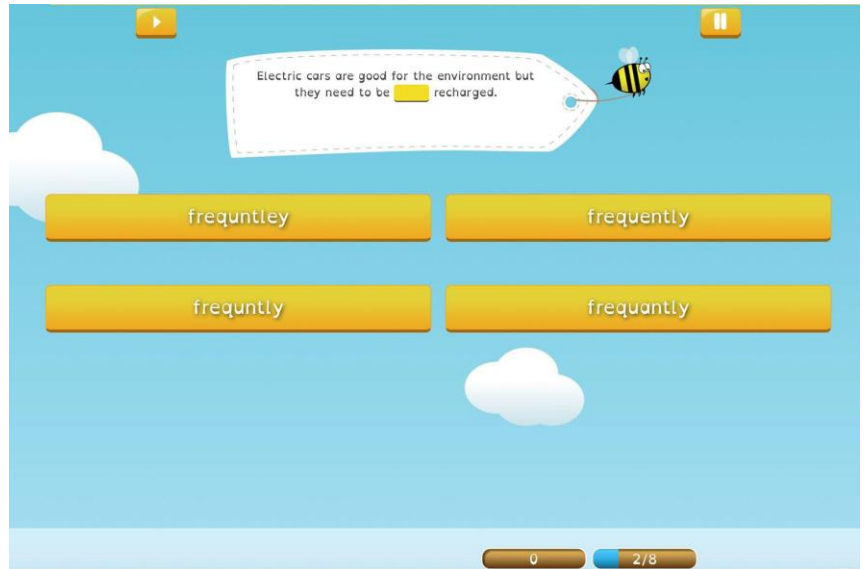 Electric cars are good for the environment but
they need to be recharged.
frequntley
frequently
frequntly
frequantly
0
2/8